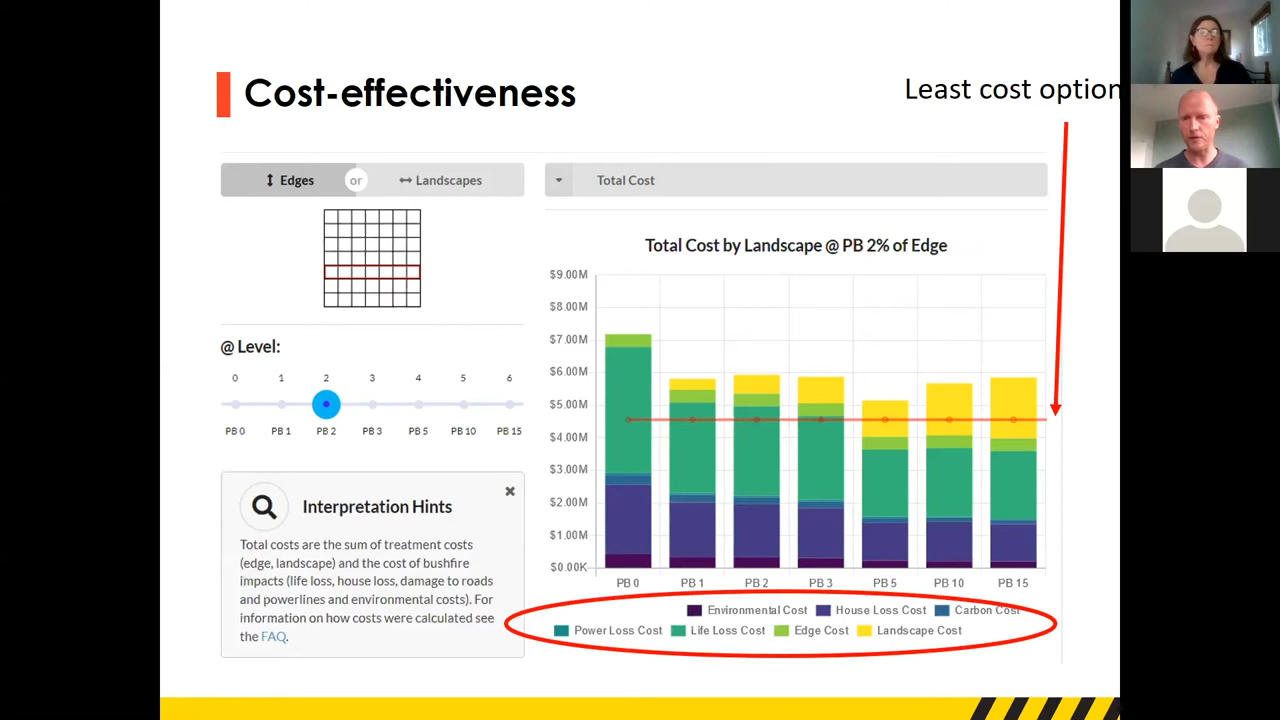 Cost-effectiveness
Least cost option
Edges or Landscapes
Total Cost
Total Cost by Landscape @ PB 2% of Edge
@ Level:
0 1 2 3 4 5 6
PB 0 PB 1 PB 2 PB 3 PB 5 PB 10 PB 15
Interpretation Hints
Total costs are the sum of treatment costs
(edge, landscape) and the cost of bushfire
impacts (life loss, house loss, damage to roads
and powerlines and environmental costs). For
information on how costs were calculated see
the FAQ.
$9.00M
$8.00M
$7.00M
$6.00M
$5.00M
$4.00M
$3.00M
$2.00M
$1.00M
$0.00K
PB 0 PB 1 PB 2 PB 3 PB 5 PB 10 PB 15
Environmental Cost House Loss Cost Carbon Cost
Power Loss Cost Life Loss Cost Edge Cost Landscape Cost